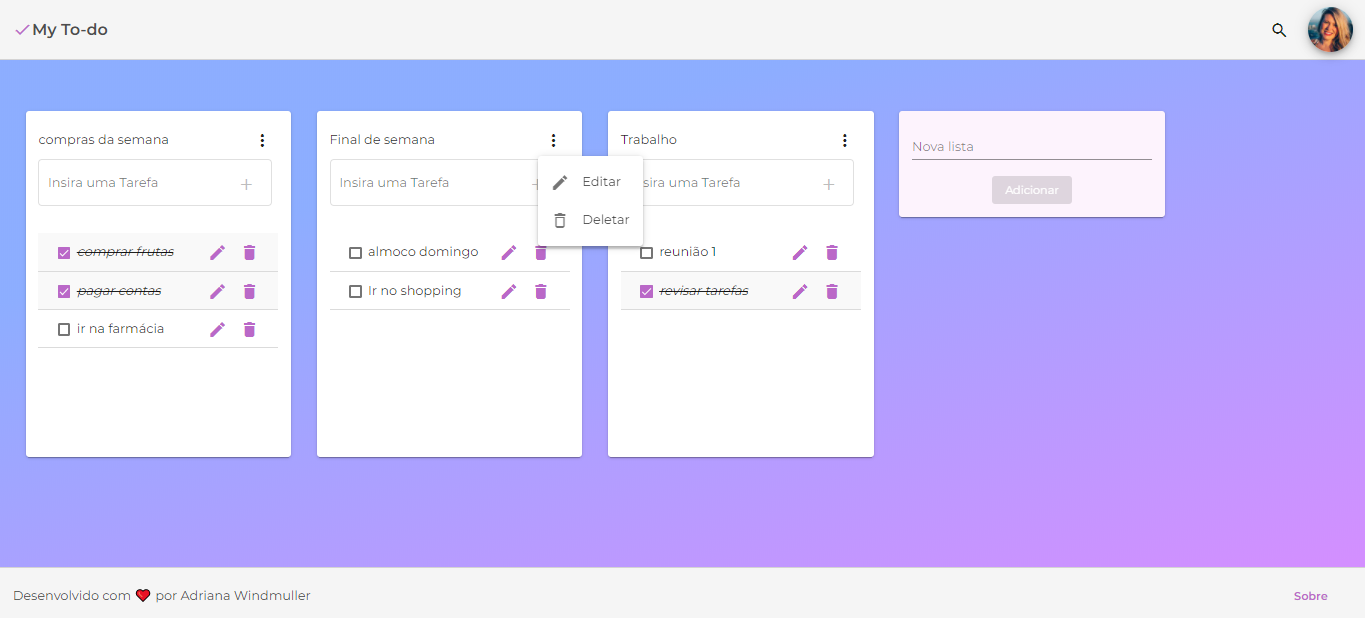 My To-do
compras da semana
Insira uma Tarefa
comprar frutas
pagar contas
ir na farmácia
Final de semana
Insira uma Tarefa
Editar
Deletar
almoco domingo
Ir no shopping
Trabalho
sira uma Tarefa
reunião 1
revisar tarefas
Nova lista
Adicionar
Desenvolvido com ❤ por Adriana Windmuller
Sobre